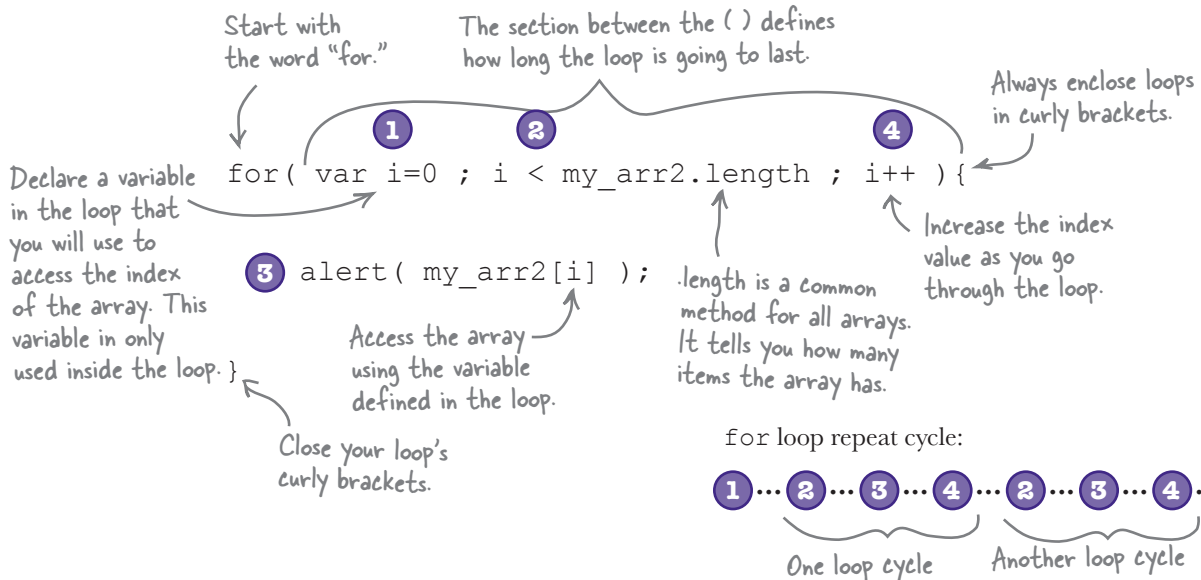 Start with
the word “for.”
The section between the ( ) defines
how long the loop is going to last.
Always enclose loops
in curly brackets.
1
2
4
for( var i=0 ; i < my_arr2.length ; i++ ){
Declare a variable
in the loop that
you will use to
access the index
of the array. This
variable in only
used inside the loop.
3
alert( my_arr2[i] );
Increase the index
value as you go
through the loop.
.length is a common
method for all arrays.
It tells you how many
items the array has.
Access the array
using the variable
defined in the loop.
}
Close your loop’s
curly brackets.
for loop repeat cycle:
1...2...3...4...2...3...4.
One loop cycle
Another loop cycle